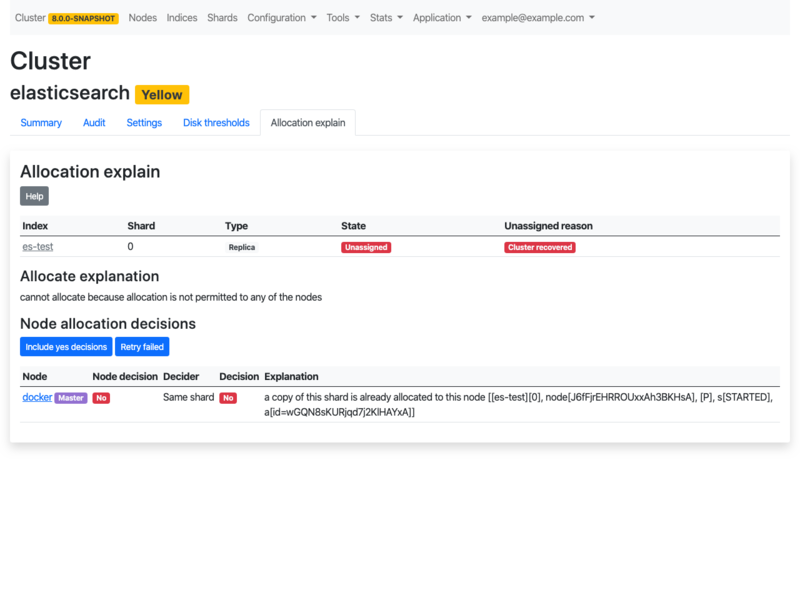 Cluster 8.0.0-SNAPSHOT Nodes Indices Shards Configuration Tools Stats Application example@example.com
Cluster
elasticsearch Yellow
Summary Audit Settings Disk thresholds Allocation explain
Allocation explain
Help
Index Shard Type State Unassigned reason
es-test 0 Replica Unassigned Cluster recovered
Allocate explanation
cannot allocate because allocation is not permitted to any of the nodes
Node allocation decisions
Include yes decisions Retry failed
Node Node decision Decider Decision Explanation
docker Master No Same shard No a copy of this shard is already allocated to this node [[es-test][0], node[J6fFjrEHRROUxxAh3BKHsA], [P], s[STARTED],
a[id=wGQN8sKURjqd7j2KlHAYxA]]